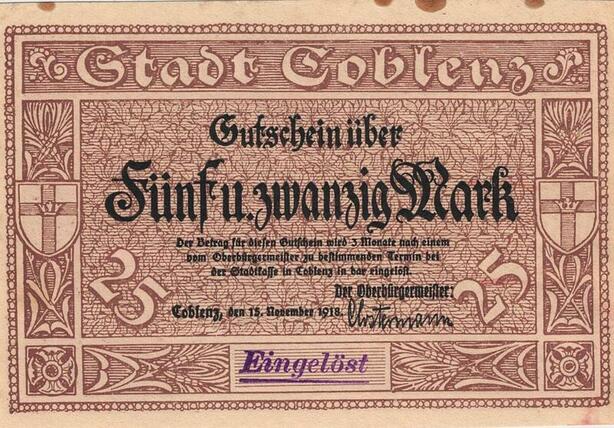 Stadt Coblenz
Gutschein über
Fünf u. zwanzig Mark
Der Betrag für diesen Gutschein wird 3 Monate nach einem
vom Oberbürgermeister zu bestimmenden Termin bei
der Stadtkasse in Coblenz in bar eingelöst.
Der Oberbürgermeister:
Coblenz, den 15. November 1918.
Clostermann
25
25
Eingelöst